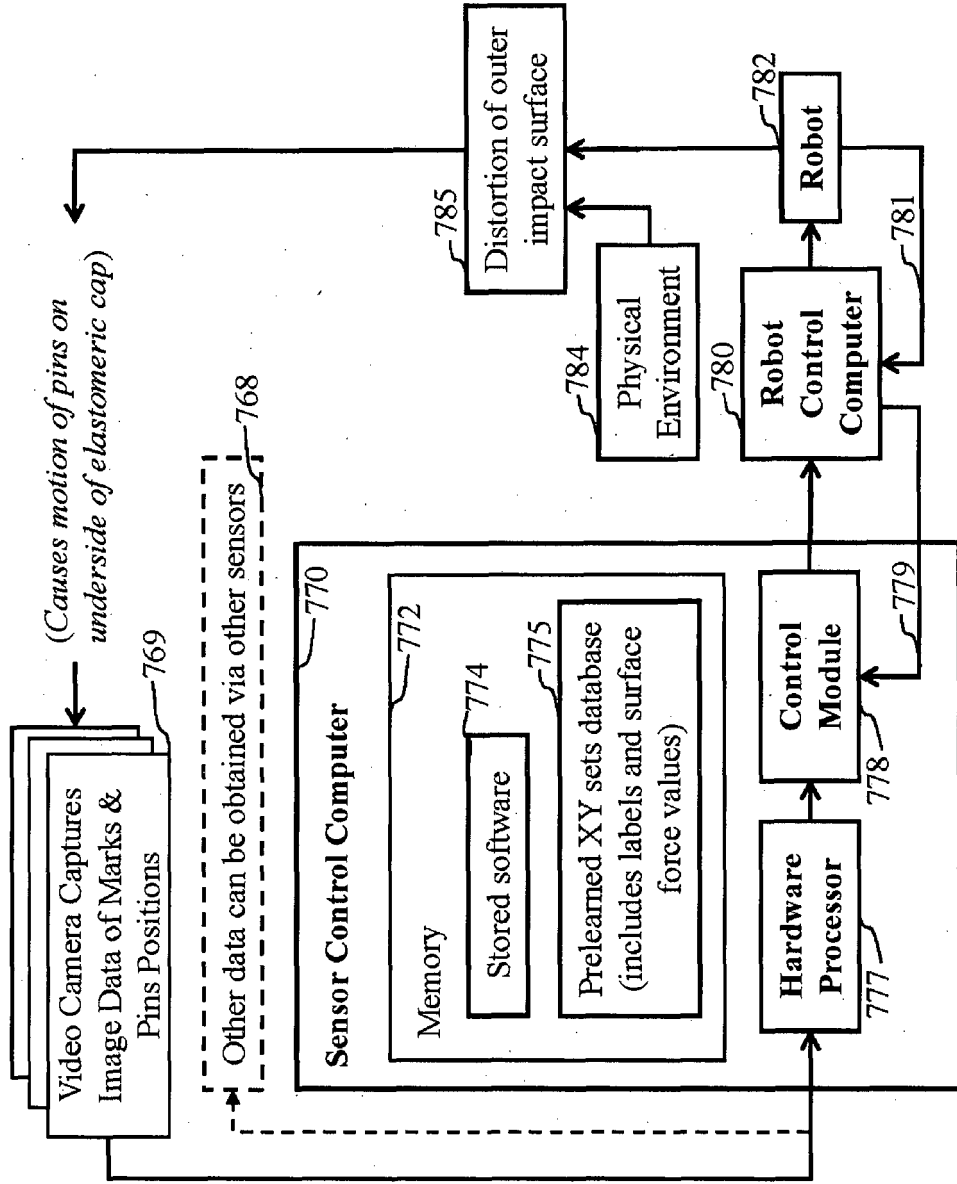 Video Camera Captures
Image Data of Marks &
Pins Positions
769
(Causes motion of pins on
underside of elastomeric cap)
Other data can be obtained via other sensors
768
Sensor Control Computer
770
Memory
772
Stored software
774
Prelearned XY sets database
(includes labels and surface
force values)
775
Hardware
Processor
777
Control
Module
778
779
Robot
Control
Computer
780
781
Robot
782
Physical
Environment
784
Distortion of outer
impact surface
785